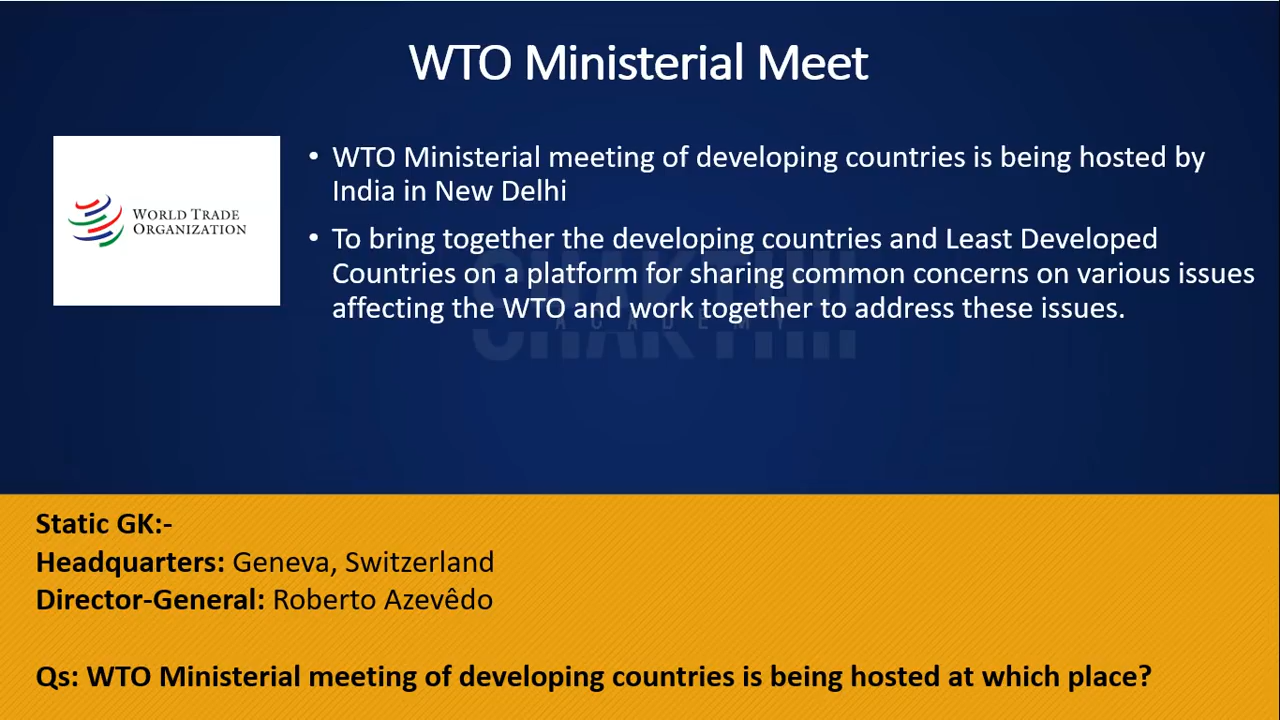 WTO Ministerial Meet
WORLD TRADE
ORGANIZATION
• WTO Ministerial meeting of developing countries is being hosted by
India in New Delhi
• To bring together the developing countries and Least Developed
Countries on a platform for sharing common concerns on various issues
affecting the WTO and work together to address these issues.
ACADEMY
Static GK:-
Headquarters: Geneva, Switzerland
Director-General: Roberto Azevêdo
Qs: WTO Ministerial meeting of developing countries is being hosted at which place?